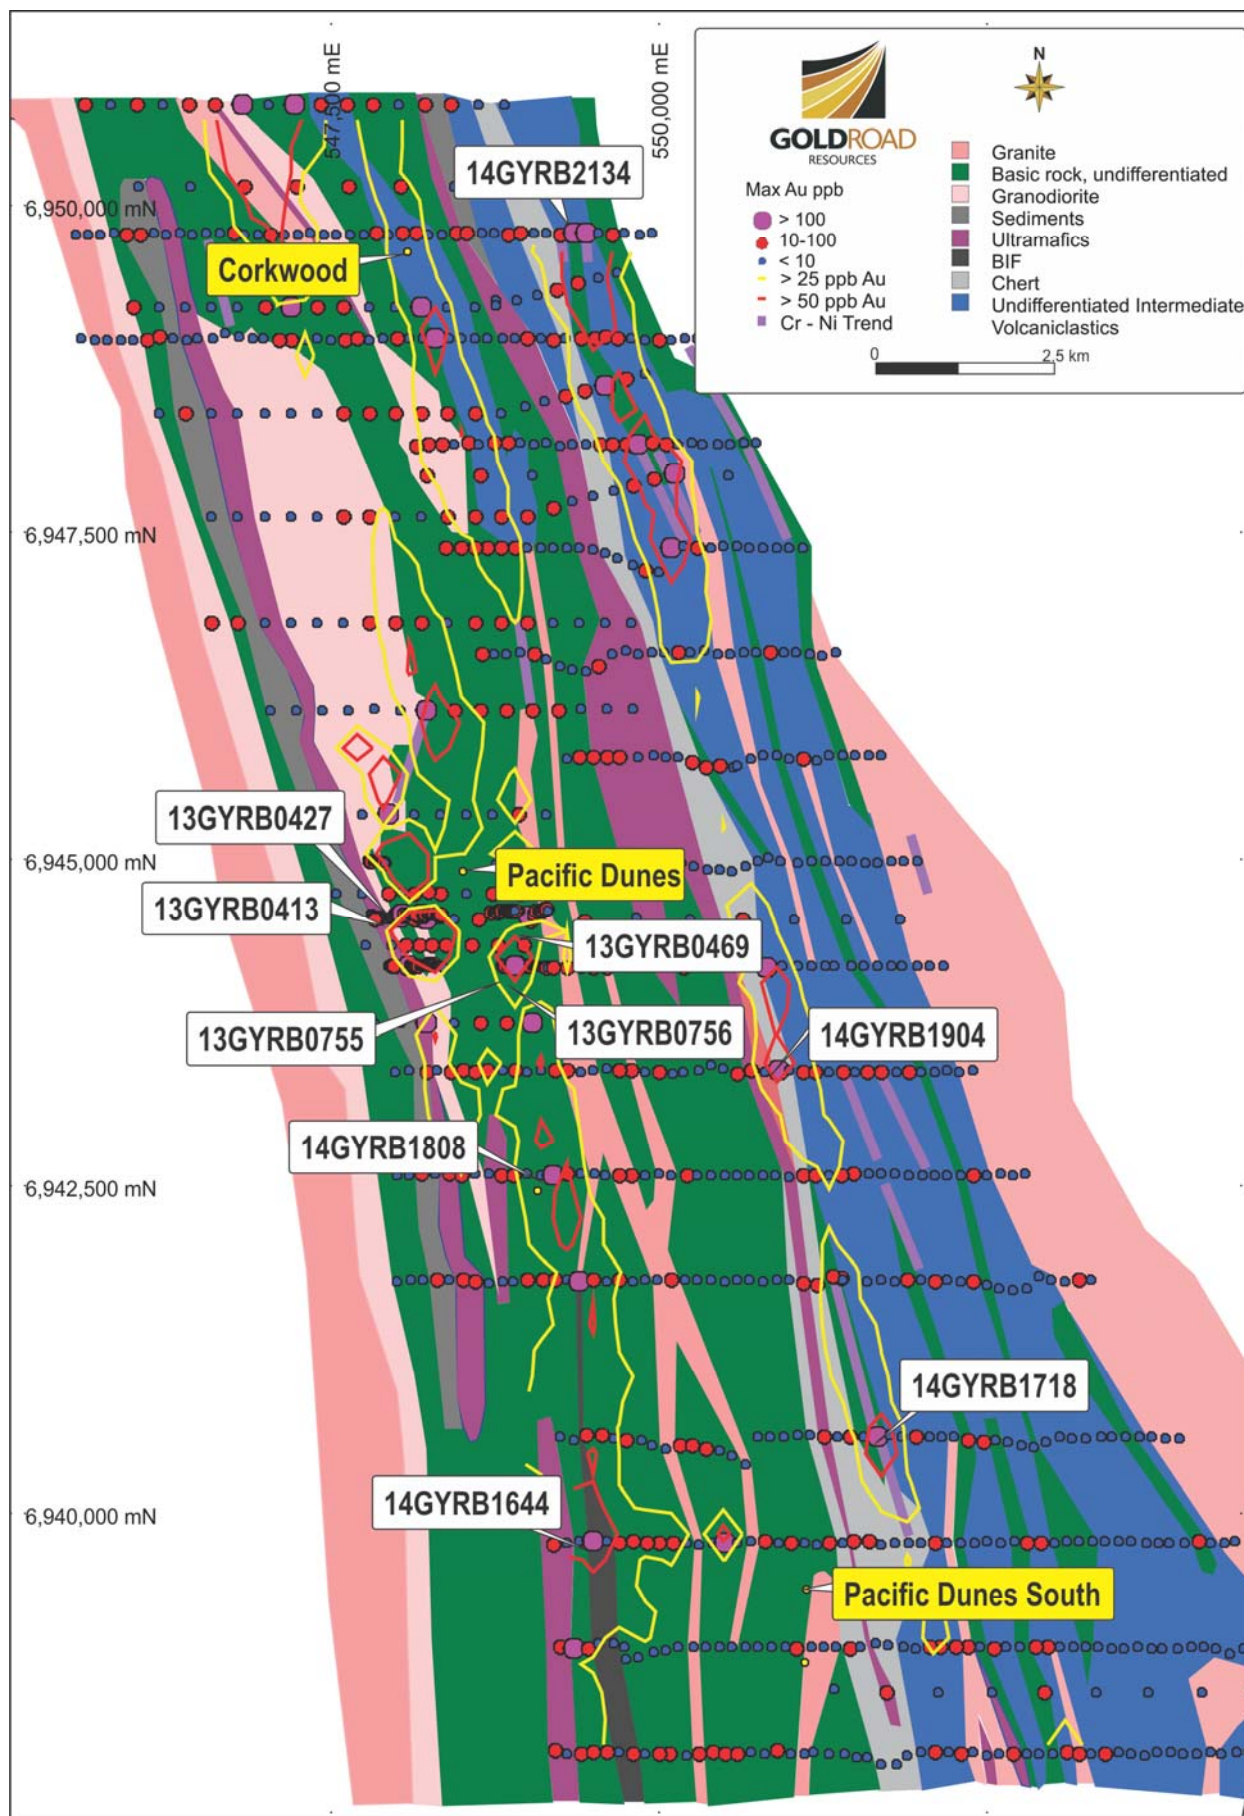 547,500 mE
550,000 mE
N
GOLDROAD
RESOURCES
Max Au ppb
> 100
10-100
< 10
> 25 ppb Au
> 50 ppb Au
Cr - Ni Trend
Granite
Basic rock, undifferentiated
Granodiorite
Sediments
Ultramafics
BIF
Chert
Undifferentiated Intermediate
Volcaniclastics
0
2.5 km
14GYRB2134
6,950,000 mN
Corkwood
6,947,500 mN
13GYRB0427
6,945,000 mN
Pacific Dunes
13GYRB0413
13GYRB0469
13GYRB0755
13GYRB0756
14GYRB1904
14GYRB1808
6,942,500 mN
14GYRB1718
14GYRB1644
6,940,000 mN
Pacific Dunes South